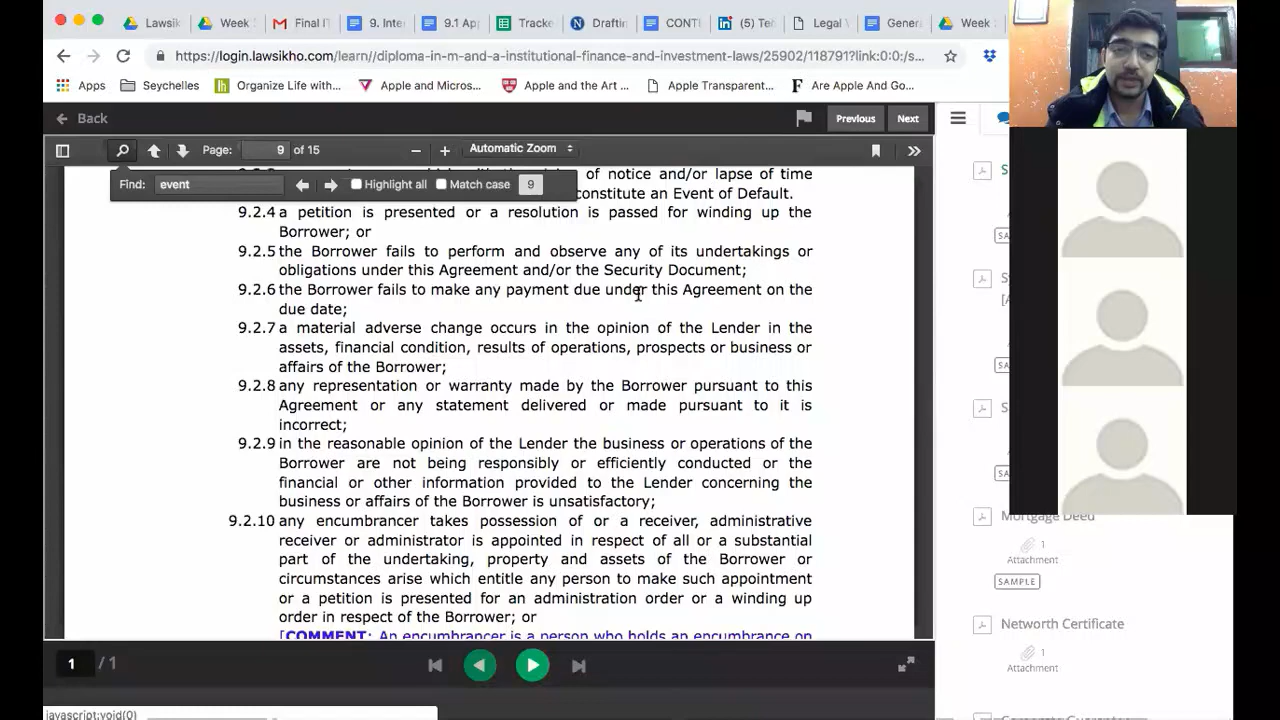 Lawsik
Week
Final I
9. Inte
9.1 Ap
Tracke
Draftin
CONT
(5) Ten
Legal V
Gener
Week
https://login.lawsikho.com/learn//diploma-in-m-and-a-institutional-finance-and-investment-laws/25902/118791?link:0:0;/s...
Apps
Seychelles
Organize Life with...
Apple and Micros...
Apple and the Art ...
Apple Transparent...
Are Apple And Go...
Back
Previous
Next
Page: 9 of 15
Automatic Zoom
Find: event
Highlight all
Match case
9
of notice and/or lapse of time
constitute an Event of Default.
9.2.4 a petition is presented or a resolution is passed for winding up the
Borrower; or
9.2.5 the Borrower fails to perform and observe any of its undertakings or
obligations under this Agreement and/or the Security Document;
9.2.6 the Borrower fails to make any payment due under this Agreement on the
due date;
9.2.7 a material adverse change occurs in the opinion of the Lender in the
assets, financial condition, results of operations, prospects or business or
affairs of the Borrower;
9.2.8 any representation or warranty made by the Borrower pursuant to this
Agreement or any statement delivered or made pursuant to it is
incorrect;
9.2.9 in the reasonable opinion of the Lender the business or operations of the
Borrower are not being responsibly or efficiently conducted or the
financial or other information provided to the Lender concerning the
business or affairs of the Borrower is unsatisfactory;
9.2.10 any encumbrancer takes possession of or a receiver, administrative
receiver or administrator is appointed in respect of all or a substantial
part of the undertaking, property and assets of the Borrower or
circumstances arise which entitle any person to make such appointment
or a petition is presented for an administration order or a winding up
order in respect of the Borrower; or
[COMMENT: An encumbrancer is a person who holds an encumbrance on
1 / 1
javascript:void(0)
Mortgage Deed
1
Attachment
SAMPLE
Networth Certificate
1
Attachment